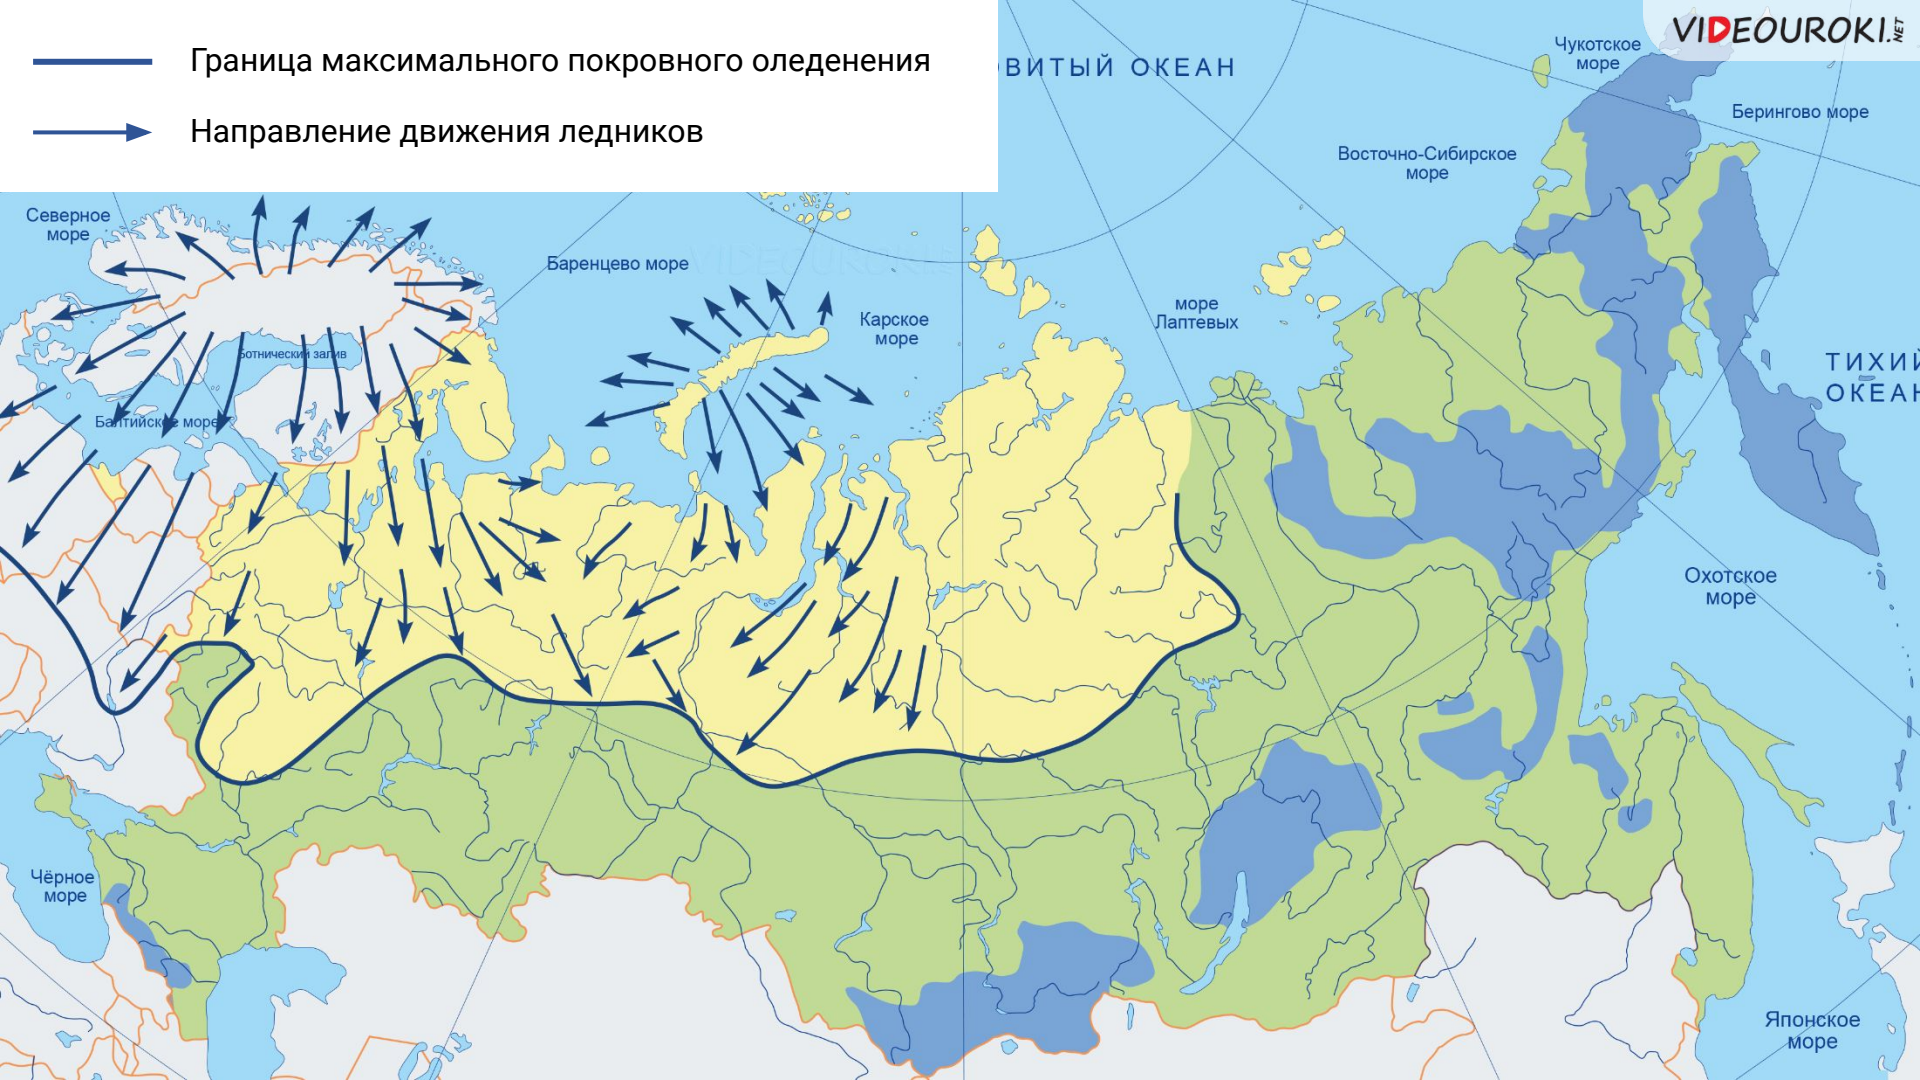 Граница максимального покровного оледенения
Направление движения ледников
VIDEOUROKI.NET
ОВИТЫЙ ОКЕАН
Чукотское
море
Берингово море
Восточно-Сибирское
море
Северное
море
Баренцево море
Карское
море
море
Лаптевых
Ботнический залив
ТИХИЙ
ОКЕАН
Балтийское море
Охотское
море
Чёрное
море
Японское
море